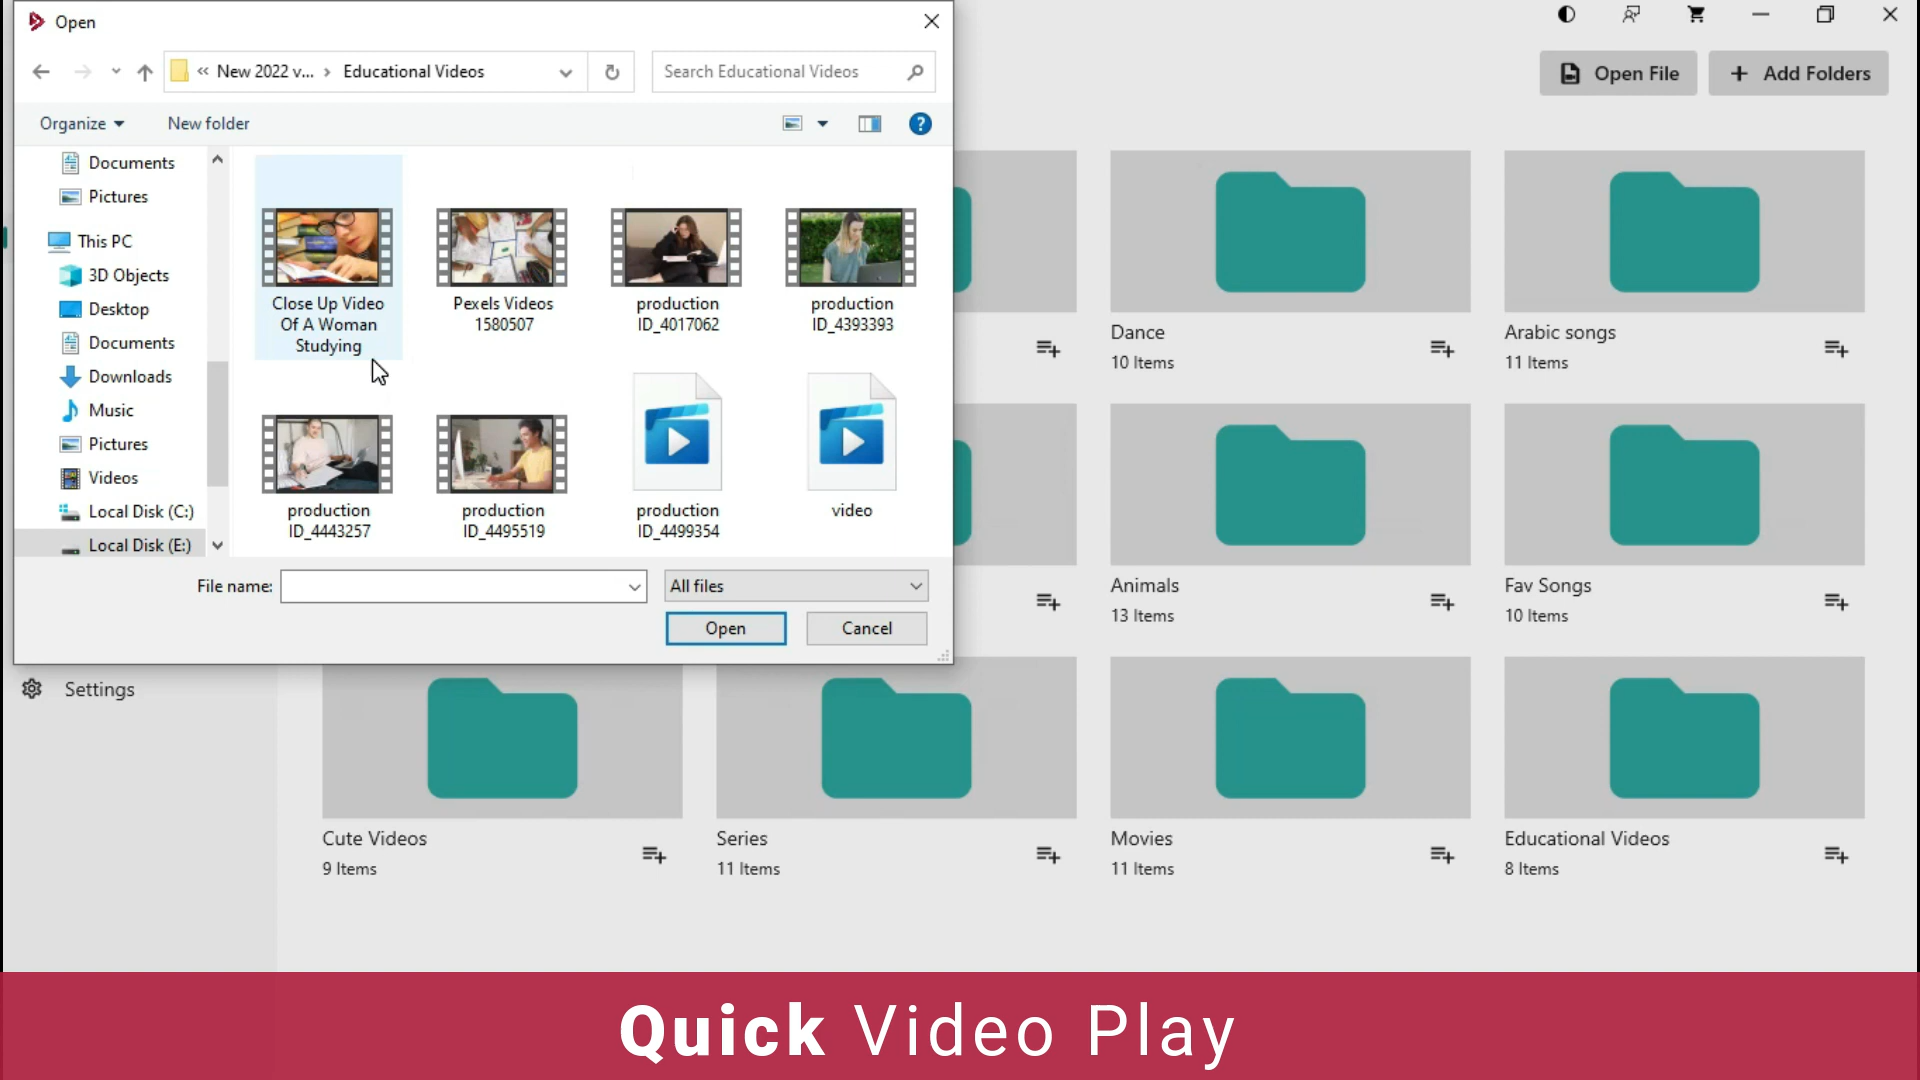 Open
« New 2022 v... › Educational Videos
Search Educational Videos
Open File
+ Add Folders
Organize
New folder
Documents
Pictures
This PC
3D Objects
Desktop
Documents
Downloads
Music
Pictures
Videos
Local Disk (C:)
Local Disk (E:)
Close Up Video
Of A Woman
Studying
Pexels Videos
1580507
production
ID_4017062
production
ID_4393393
production
ID_4443257
production
ID_4495519
production
ID_4499354
video
File name:
All files
Open
Cancel
Dance
10 Items
Arabic songs
11 Items
Animals
13 Items
Fav Songs
10 Items
Settings
Cute Videos
9 Items
Series
11 Items
Movies
11 Items
Educational Videos
8 Items
Quick Video Play